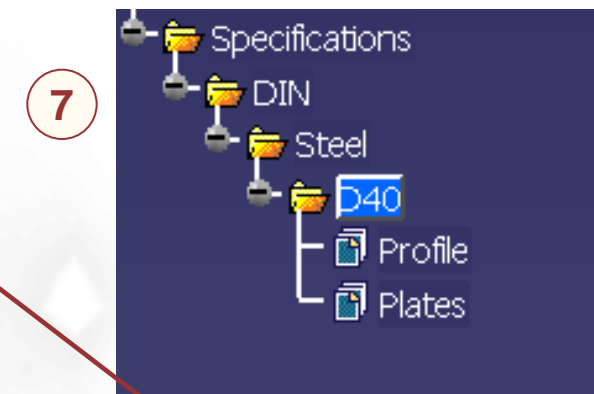 Specifications
7
DIN
Steel
D40
Profile
Plates